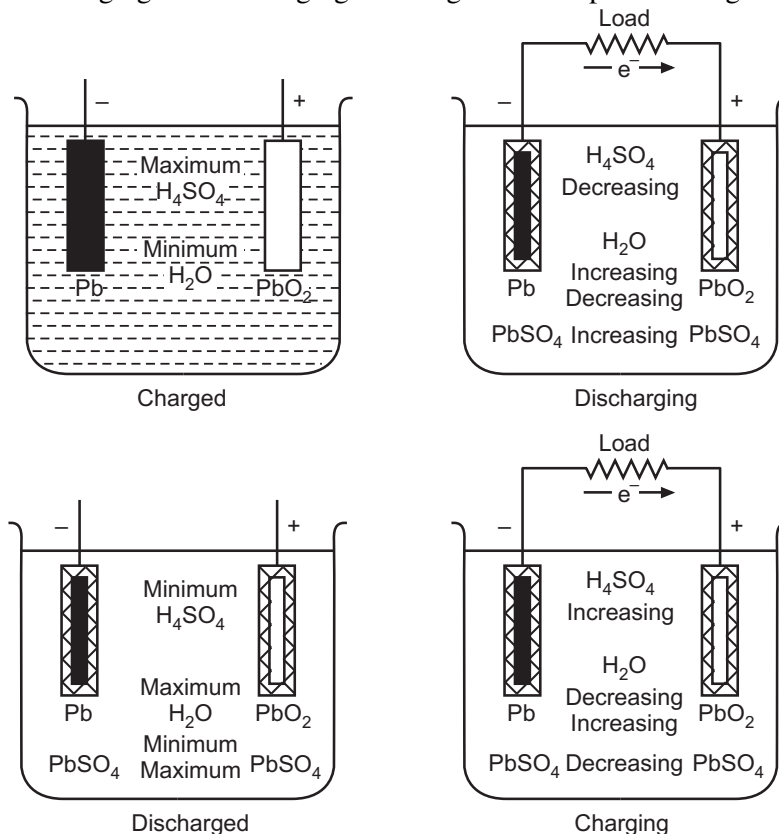 Load
e–
– +
Maximum
H4SO4
Minimum
H2O
Pb PbO2
Charged
– +
H4SO4
Decreasing
H2O
Increasing
Pb Decreasing PbO2
PbSO4 Increasing PbSO4
Discharging
– +
Minimum
H4SO4
Maximum
Pb H2O PbO2
Minimum
PbSO4 Maximum PbSO4
Discharged
Load
e–
– +
H4SO4
Increasing
H2O
Decreasing
Pb Increasing PbO2
PbSO4 Decreasing PbSO4
Charging